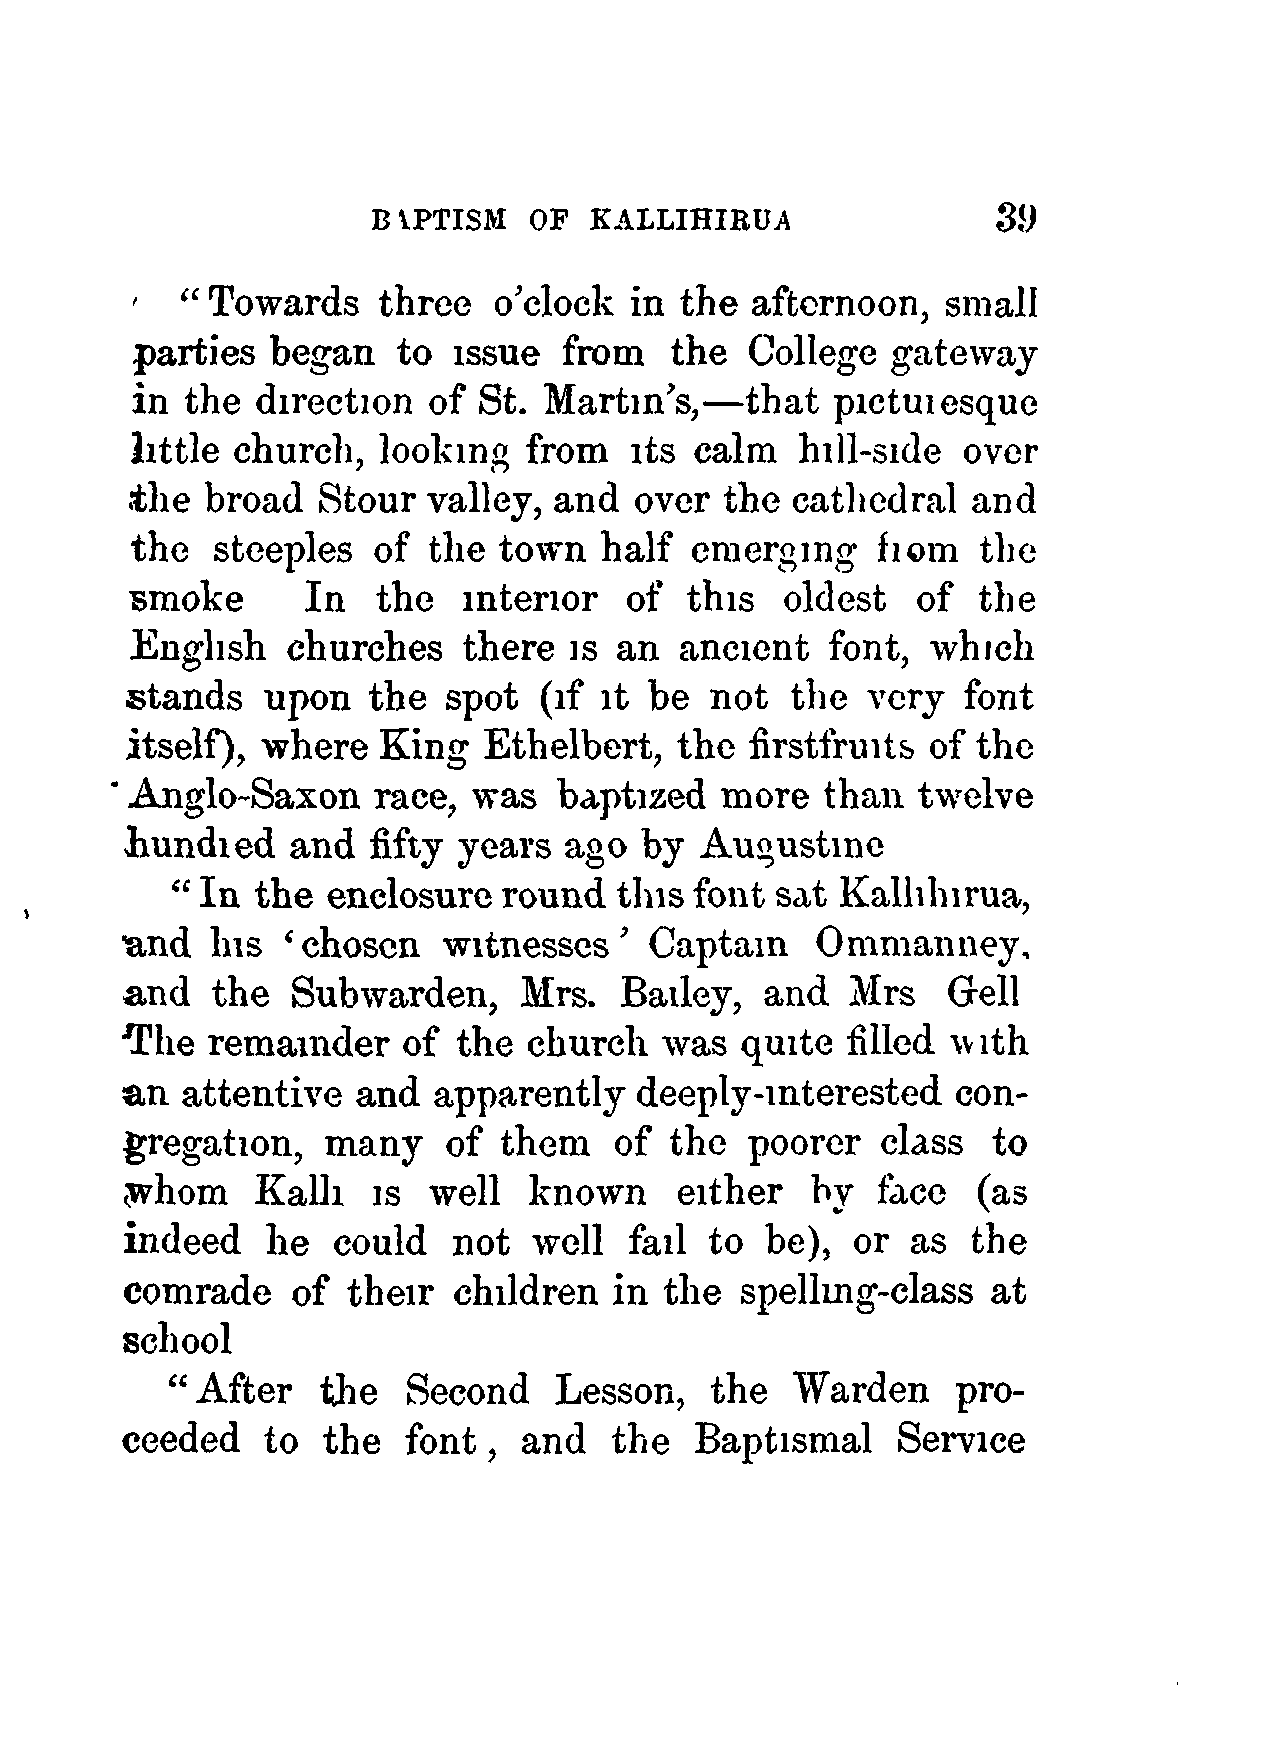 BAPTISM OF KALLIHIRUA 39
"Towards three o'clock in the afternoon, small
parties began to issue from the College gateway
in the direction of St. Martin's,—that picturesque
little church, looking from its calm hill-side over
the broad Stour valley, and over the cathedral and
the steeples of the town half emerging from the
smoke In the interior of this oldest of the
English churches there is an ancient font, which
stands upon the spot (if it be not the very font
itself), where King Ethelbert, the firstfruits of the
Anglo-Saxon race, was baptized more than twelve
hundred and fifty years ago by Augustine
"In the enclosure round this font sat Kallihirua,
and his 'chosen witnesses' Captain Ommanney,
and the Subwarden, Mrs. Bailey, and Mrs Gell
The remainder of the church was quite filled with
an attentive and apparently deeply-interested con-
gregation, many of them of the poorer class to
whom Kalli is well known either by face (as
indeed he could not well fail to be), or as the
comrade of their children in the spelling-class at
school
"After the Second Lesson, the Warden pro-
ceeded to the font, and the Baptismal Service